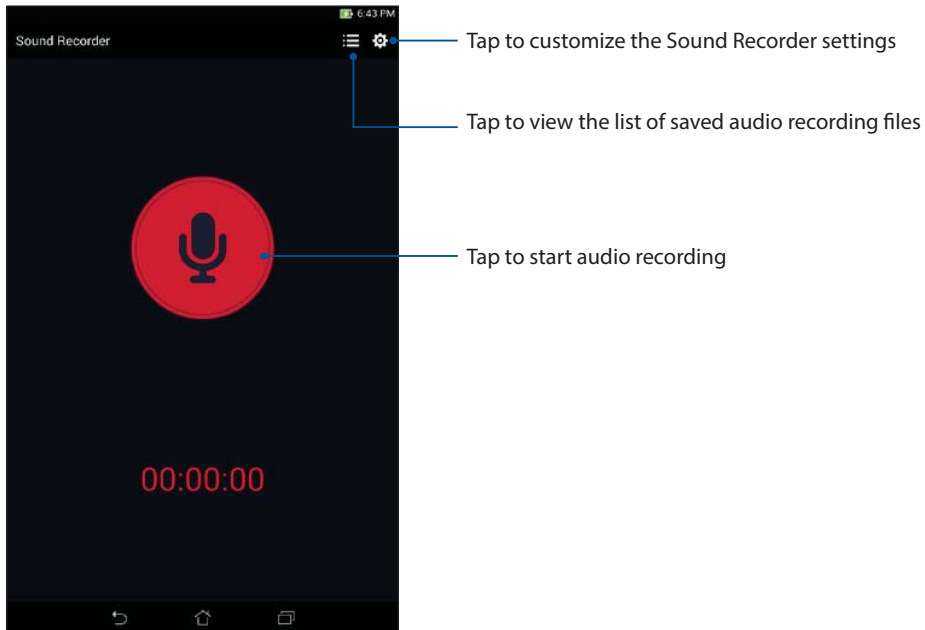 6:43 PM
Sound Recorder
Tap to customize the Sound Recorder settings
Tap to view the list of saved audio recording files
Tap to start audio recording
00:00:00